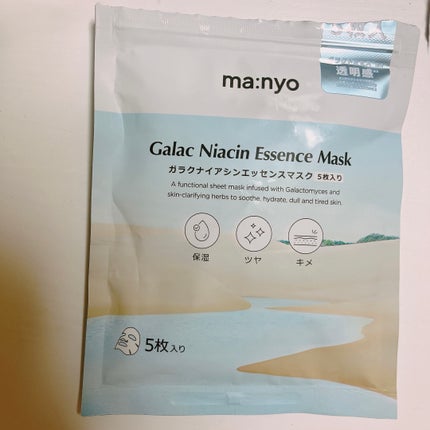 透明感
ma:nyo
Galac Niacin Essence Mask
ガラクナイアシンエッセンスマスク 5枚入り
A functional sheet mask infused with Galactomyces and
skin-clarifying herbs to soothe, hydrate, dull and tired skin.
保湿
ツヤ
キメ
5枚入り